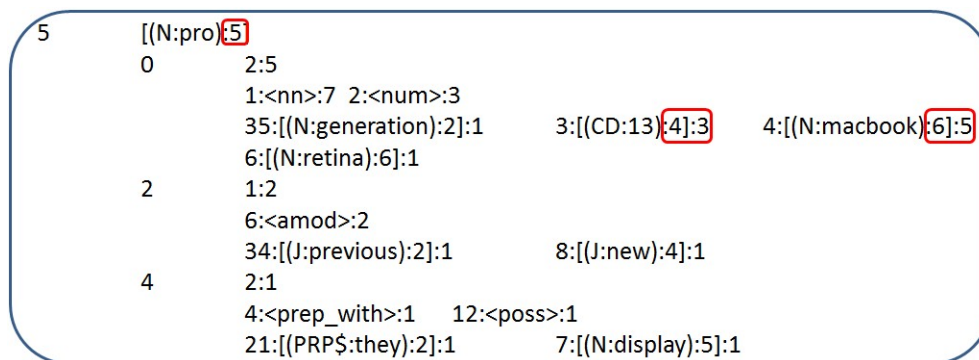 5 [(N:pro):5]
0 2:5
1:<nn>:7 2:<num>:3
35:[(N:generation):2]:1 3:[(CD:13):4]:3 4:[(N:macbook):6]:5
6:[(N:retina):6]:1
2 1:2
6:<amod>:2
34:[(J:previous):2]:1 8:[(J:new):4]:1
4 2:1
4:<prep_with>:1 12:<poss>:1
21:[(PRP$:they):2]:1 7:[(N:display):5]:1